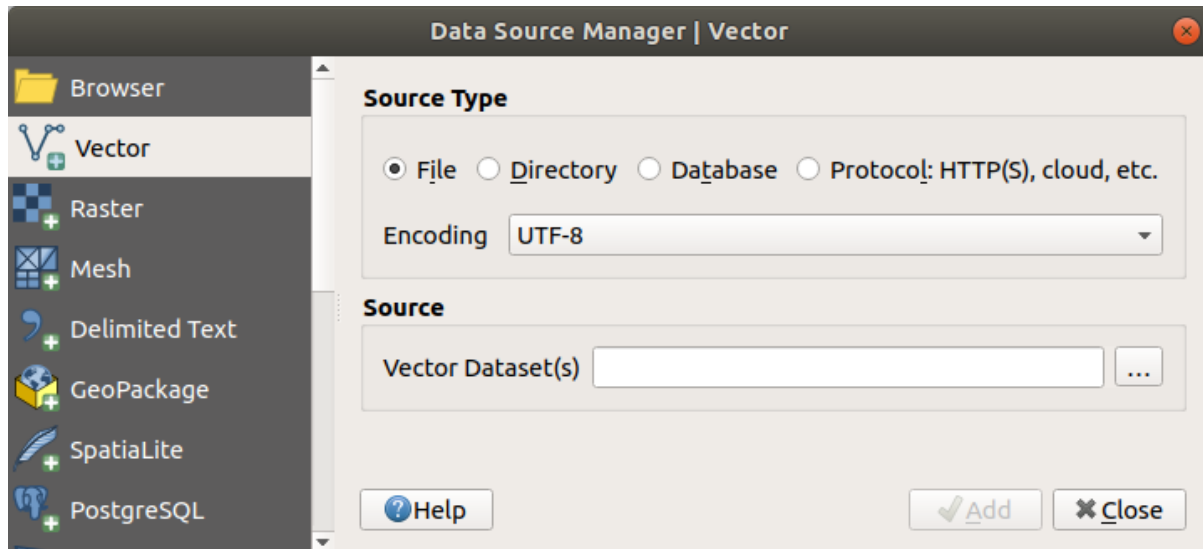 Data Source Manager | Vector
Browser
Vector
Raster
Mesh
Delimited Text
GeoPackage
SpatiaLite
PostgreSQL
Source Type
File Directory Database Protocol: HTTP(S), cloud, etc.
Encoding UTF-8
Source
Vector Dataset(s) ...
Help Add Close